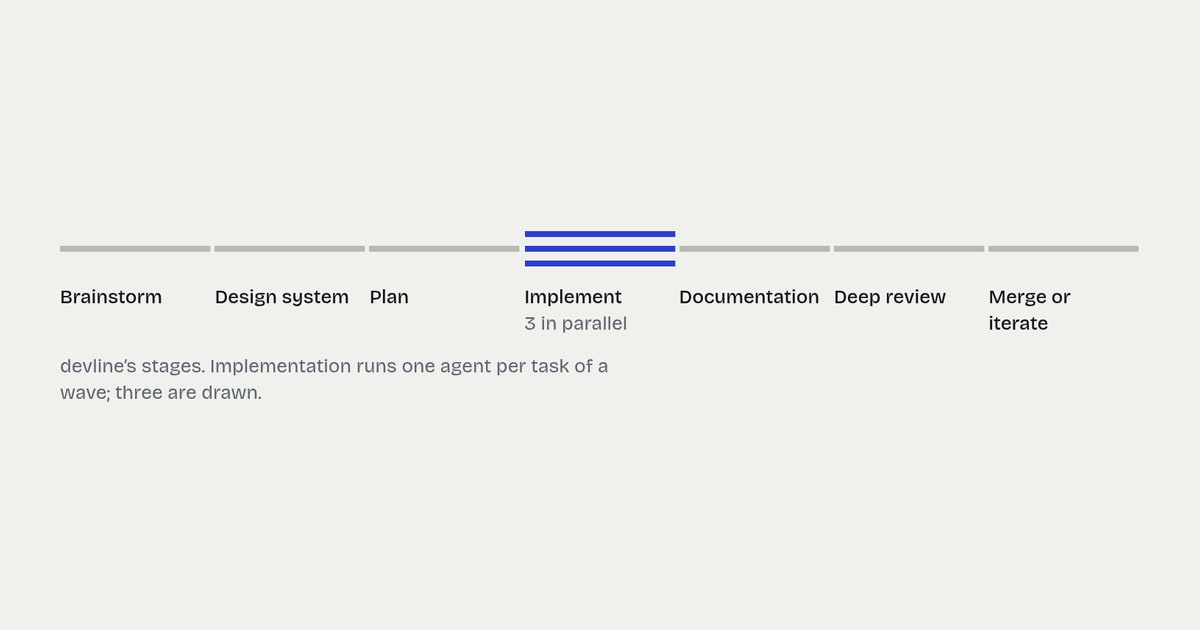 Brainstorm
Design system
Plan
Implement
3 in parallel
Documentation
Deep review
Merge or
iterate
devline’s stages. Implementation runs one agent per task of a
wave; three are drawn.